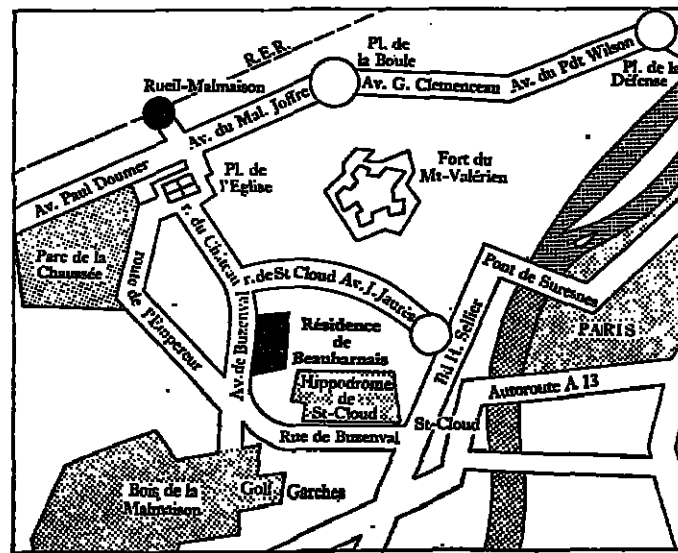 R.E.R.
Rueil-Malmaison
Pl. de
la Boule
Av. du Pdt Wilson
Pl. de la
Défense
Av. G. Clemenceau
Av. du Mal. Joffre
Av. Paul Doumer
Pl. de
l'Eglise
Fort du
Mt-Valérien
Parc de la
Chaussée
r. du Château
route de l'Empereur
r. de St Cloud Av. J. Jaurès
Pont de Suresnes
PARIS
Av. de Buzenval
Résidence
de
Beauharnais
Bd H. Sellier
Hippodrome
de
St-Cloud
Autoroute A 13
St-Cloud
Rue de Buzenval
Bois de la
Malmaison
Golf
Garches